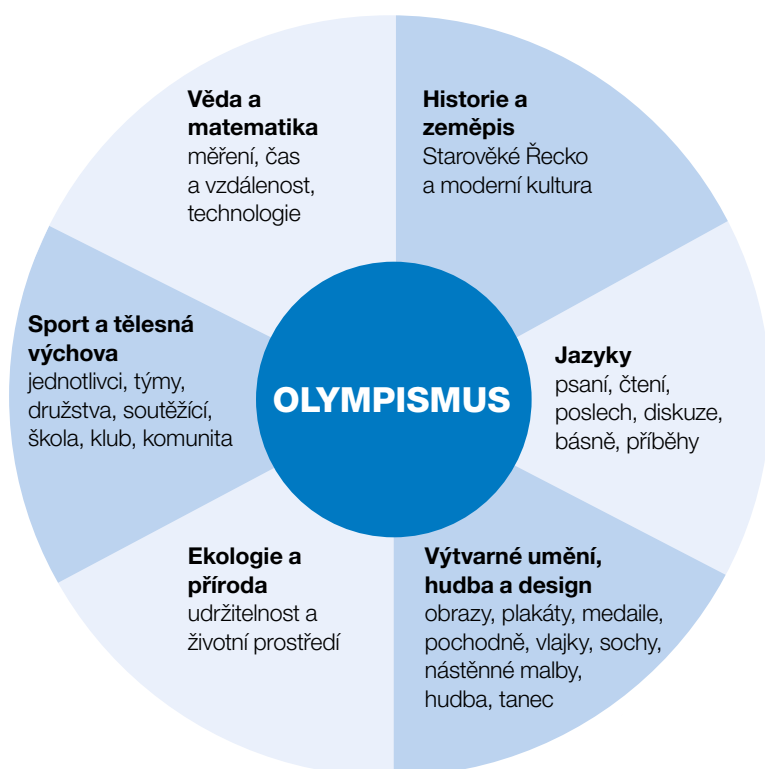 Věda a
matematika
měření, čas
a vzdálenost,
technologie
Historie a
zeměpis
Starověké Řecko
a moderní kultura
Sport a tělesná
výchova
jednotlivci, týmy,
družstva, soutěžící,
škola, klub, komunita
OLYMPISMUS
Jazyky
psaní, čtení,
poslech, diskuze,
básně, příběhy
Ekologie a
příroda
udržitelnost a
životní prostředí
Výtvarné umění,
hudba a design
obrazy, plakáty, medaile,
pochodně, vlajky, sochy,
nástěnné malby,
hudba, tanec